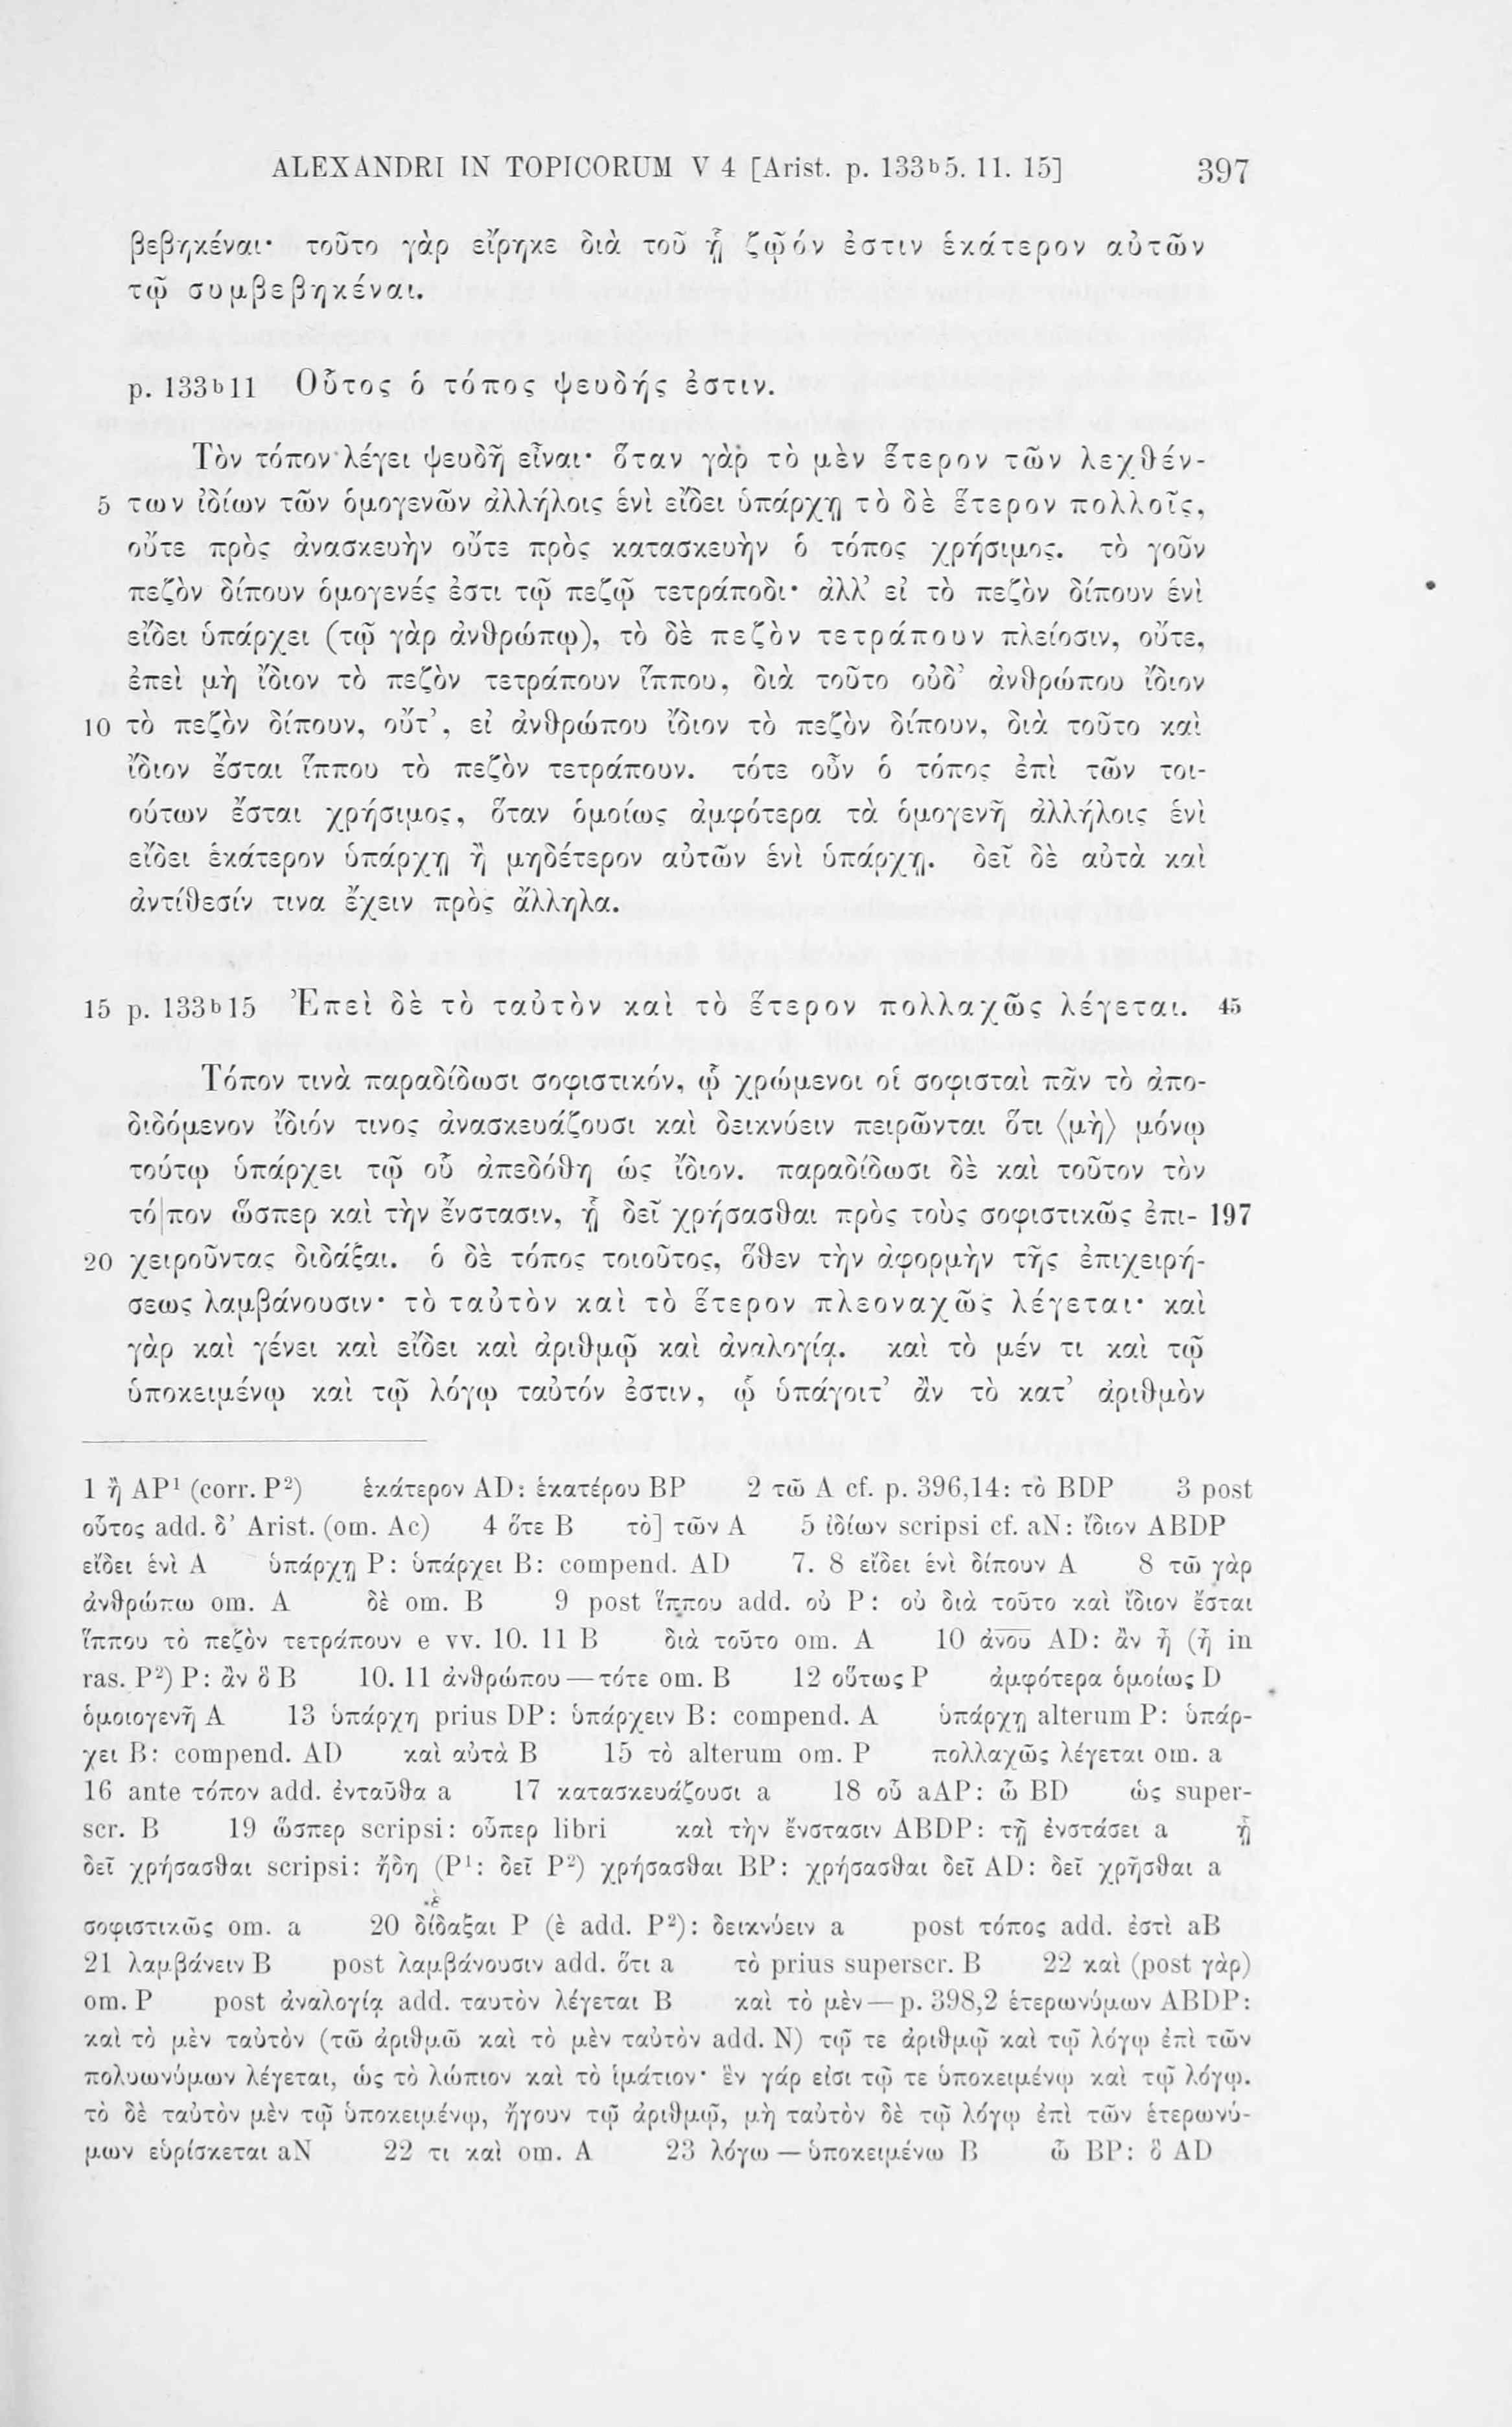 ALEXANDRI IN TOPICORUM V 4 [Arist. p. 133ᵇ5. 11. 15] 397
βεβηκέναι· τοῦτο γὰρ εἴρηκε διὰ τοῦ ᾗ ζῷόν ἐστιν ἑκάτερον αὐτῶν
τῷ συμβεβηκέναι.
p. 133ᵇ11 Οὗτος ὁ τόπος ψευδής ἐστιν.
Τὸν τόπον λέγει ψευδῆ εἶναι· ὅταν γὰρ τὸ μὲν ἕτερον τῶν λεχθέν-
5 των ἰδίων τῶν ὁμογενῶν ἀλλήλοις ἑνὶ εἴδει ὑπάρχῃ τὸ δὲ ἕτερον πολλοῖς,
οὔτε πρὸς ἀνασκευὴν οὔτε πρὸς κατασκευὴν ὁ τόπος χρήσιμος. τὸ γοῦν
πεζὸν δίπουν ὁμογενές ἐστι τῷ πεζῷ τετράποδι· ἀλλ’ εἰ τὸ πεζὸν δίπουν ἑνὶ
εἴδει ὑπάρχει (τῷ γὰρ ἀνθρώπῳ), τὸ δὲ πεζὸν τετράπουν πλείοσιν, οὔτε,
ἐπεὶ μὴ ἴδιον τὸ πεζὸν τετράπουν ἵππου, διὰ τοῦτο οὐδ’ ἀνθρώπου ἴδιον
10 τὸ πεζὸν δίπουν, οὔτ’, εἰ ἀνθρώπου ἴδιον τὸ πεζὸν δίπουν, διὰ τοῦτο καὶ
ἴδιον ἔσται ἵππου τὸ πεζὸν τετράπουν. τότε οὖν ὁ τόπος ἐπὶ τῶν τοι-
ούτων ἔσται χρήσιμος, ὅταν ὁμοίως ἀμφότερα τὰ ὁμογενῆ ἀλλήλοις ἑνὶ
εἴδει ἑκάτερον ὑπάρχῃ ἢ μηδέτερον αὐτῶν ἑνὶ ὑπάρχῃ. δεῖ δὲ αὐτὰ καὶ
ἀντίθεσίν τινα ἔχειν πρὸς ἄλληλα.
15 p. 133ᵇ15 Ἐπεὶ δὲ τὸ ταὐτὸν καὶ τὸ ἕτερον πολλαχῶς λέγεται. 45
Τόπον τινὰ παραδίδωσι σοφιστικόν, ᾧ χρώμενοι οἱ σοφισταὶ πᾶν τὸ ἀπο-
διδόμενον ἴδιόν τινος ἀνασκευάζουσι καὶ δεικνύειν πειρῶνται ὅτι ⟨μὴ⟩ μόνῳ
τούτῳ ὑπάρχει τῷ οὗ ἀπεδόθη ὡς ἴδιον. παραδίδωσι δὲ καὶ τοῦτον τὸν
τό|πον ὥσπερ καὶ τὴν ἔνστασιν, ᾗ δεῖ χρήσασθαι πρὸς τοὺς σοφιστικῶς ἐπι- 197
20 χειροῦντας διδάξαι. ὁ δὲ τόπος τοιοῦτος, ὅθεν τὴν ἀφορμὴν τῆς ἐπιχειρή-
σεως λαμβάνουσιν· τὸ ταὐτὸν καὶ τὸ ἕτερον πλεοναχῶς λέγεται· καὶ
γὰρ καὶ γένει καὶ εἴδει καὶ ἀριθμῷ καὶ ἀναλογίᾳ. καὶ τὸ μέν τι καὶ τῷ
ὑποκειμένῳ καὶ τῷ λόγῳ ταὐτόν ἐστιν, ᾧ ὑπάγοιτ’ ἂν τὸ κατ’ ἀριθμὸν
1 ἢ AP¹ (corr. P²) ἑκάτερον AD: ἑκατέρου BP 2 τῶ A cf. p. 396,14: τὸ BDP 3 post
οὗτος add. δ’ Arist. (om. Ac) 4 ὅτε B τὸ] τῶν A 5 ἰδίων scripsi cf. aN: ἴδιον ABDP
εἴδει ἑνὶ A ὑπάρχῃ P: ὑπάρχει B: compend. AD 7. 8 εἴδει ἑνὶ δίπουν A 8 τῶ γὰρ
ἀνθρώπω om. A δὲ om. B 9 post ἵππου add. οὐ P: οὐ διὰ τοῦτο καὶ ἴδιον ἔσται
ἵππου τὸ πεζὸν τετράπουν e vv. 10. 11 B διὰ τοῦτο om. A 10 ἀνου AD: ἂν ᾖ (ᾖ in
ras. P²) P: ἂν ὃ B 10. 11 ἀνθρώπου — τότε om. B 12 οὕτως P ἀμφότερα ὁμοίως D
ὁμοιογενῆ A 13 ὑπάρχη prius DP: ὑπάρχειν B: compend. A ὑπάρχῃ alterum P: ὑπάρ-
χει B: compend. AD καὶ αὐτὰ B 15 τὸ alterum om. P πολλαχῶς λέγεται om. a
16 ante τόπον add. ἐνταῦθα a 17 κατασκευάζουσι a 18 οὗ aAP: ὧ BD ὡς super-
scr. B 19 ὥσπερ scripsi: οὗπερ libri καὶ τὴν ἔνστασιν ABDP: τῇ ἐνστάσει a ᾗ
δεῖ χρήσασθαι scripsi: ἤδη (P¹: δεῖ P²) χρήσασθαι BP: χρήσασθαι δεῖ AD: δεῖ χρῆσθαι a
σοφιστικῶς om. a 20 δίδαξαι P (ὲ add. P²): δεικνύειν a post τόπος add. ἐστὶ aB
21 λαμβάνειν B post λαμβάνουσιν add. ὅτι a τὸ prius superscr. B 22 καὶ (post γὰρ)
om. P post ἀναλογίᾳ add. ταυτὸν λέγεται B καὶ τὸ μὲν — p. 398,2 ἑτερωνύμων ABDP:
καὶ τὸ μὲν ταὐτὸν (τῶ ἀριθμῶ καὶ τὸ μὲν ταὐτὸν add. N) τῷ τε ἀριθμῷ καὶ τῷ λόγῳ ἐπὶ τῶν
πολυωνύμων λέγεται, ὡς τὸ λώπιον καὶ τὸ ἱμάτιον· ἓν γάρ εἰσι τῷ τε ὑποκειμένῳ καὶ τῷ λόγῳ.
τὸ δὲ ταὐτὸν μὲν τῷ ὑποκειμένῳ, ἤγουν τῷ ἀριθμῷ, μὴ ταὐτὸν δὲ τῷ λόγῳ ἐπὶ τῶν ἑτερωνύ-
μων εὑρίσκεται aN 22 τι καὶ om. A 23 λόγω — ὑποκειμένω B ὧ BP: ὃ AD